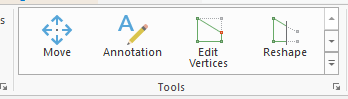 s
Move
Annotation
Edit
Vertices
Reshape
Tools